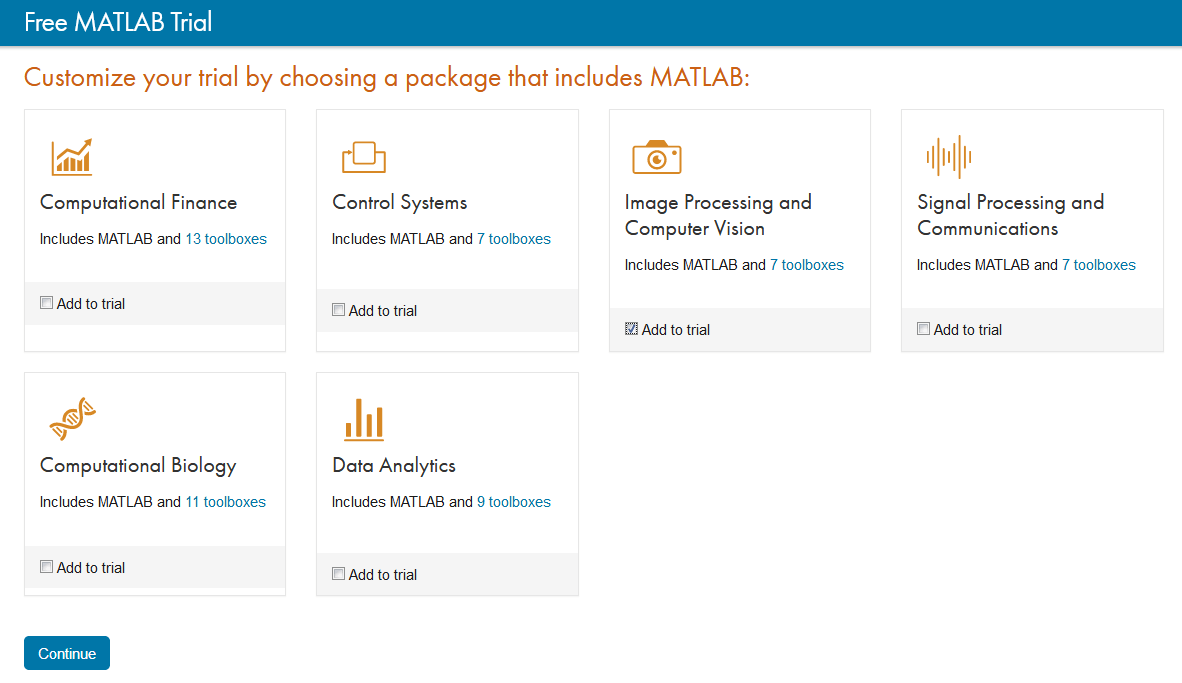 Free MATLAB Trial
Customize your trial by choosing a package that includes MATLAB:
Computational Finance
Includes MATLAB and 13 toolboxes
Add to trial
Control Systems
Includes MATLAB and 7 toolboxes
Add to trial
Image Processing and
Computer Vision
Includes MATLAB and 7 toolboxes
Add to trial
Signal Processing and
Communications
Includes MATLAB and 7 toolboxes
Add to trial
Computational Biology
Includes MATLAB and 11 toolboxes
Add to trial
Data Analytics
Includes MATLAB and 9 toolboxes
Add to trial
Continue